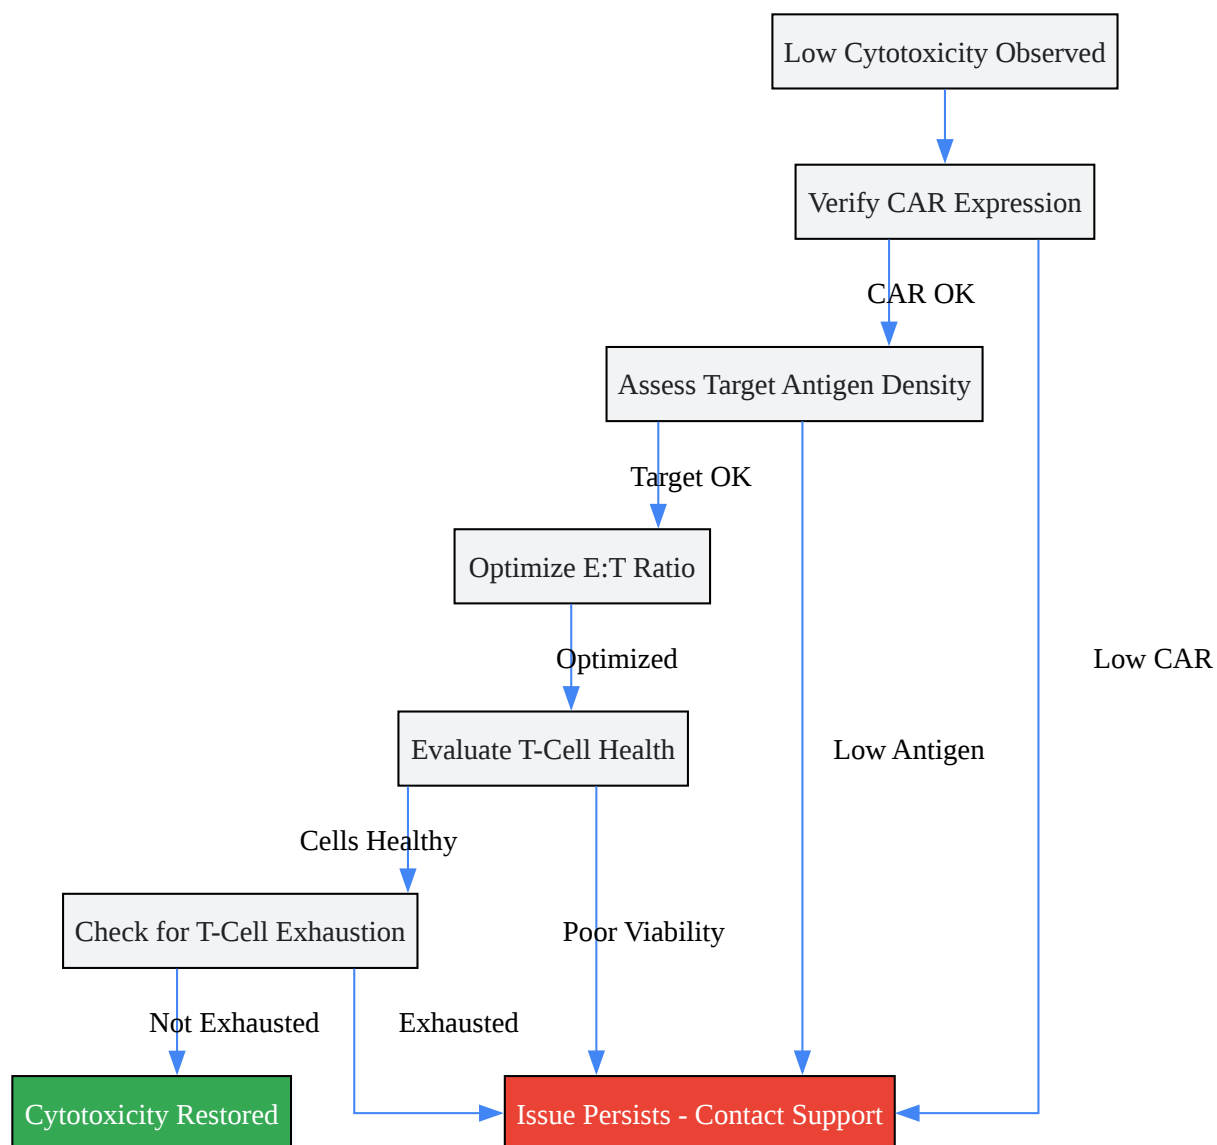 Low Cytotoxicity Observed
Verify CAR Expression
CAR OK
Assess Target Antigen Density
Target OK
Optimize E:T Ratio
Optimized
Low CAR
Evaluate T-Cell Health
Low Antigen
Cells Healthy
Check for T-Cell Exhaustion
Poor Viability
Not Exhausted
Exhausted
Cytotoxicity Restored
Issue Persists - Contact Support